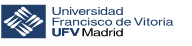 Universidad
Francisco de Vitoria
UFV Madrid